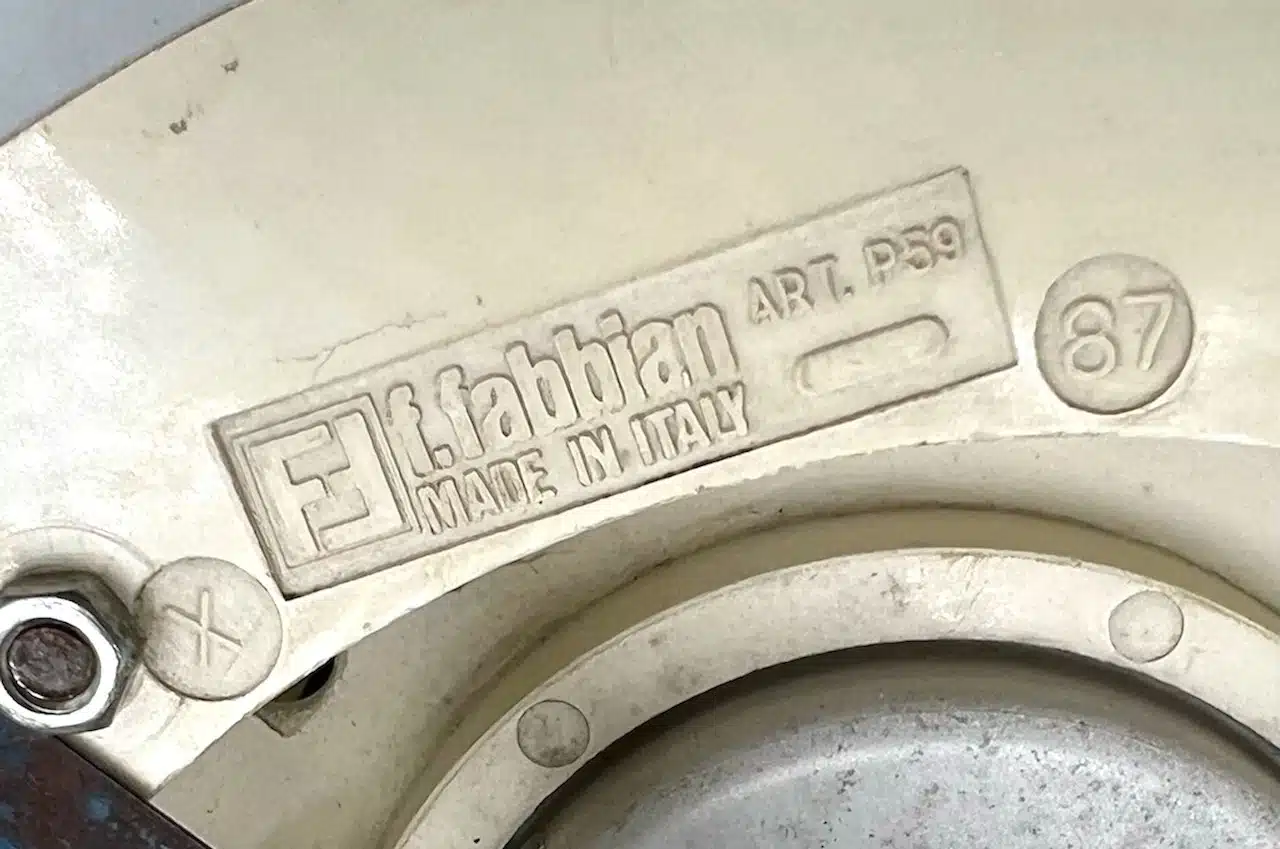 f.fabbian
MADE IN ITALY
ART. P59
87
X